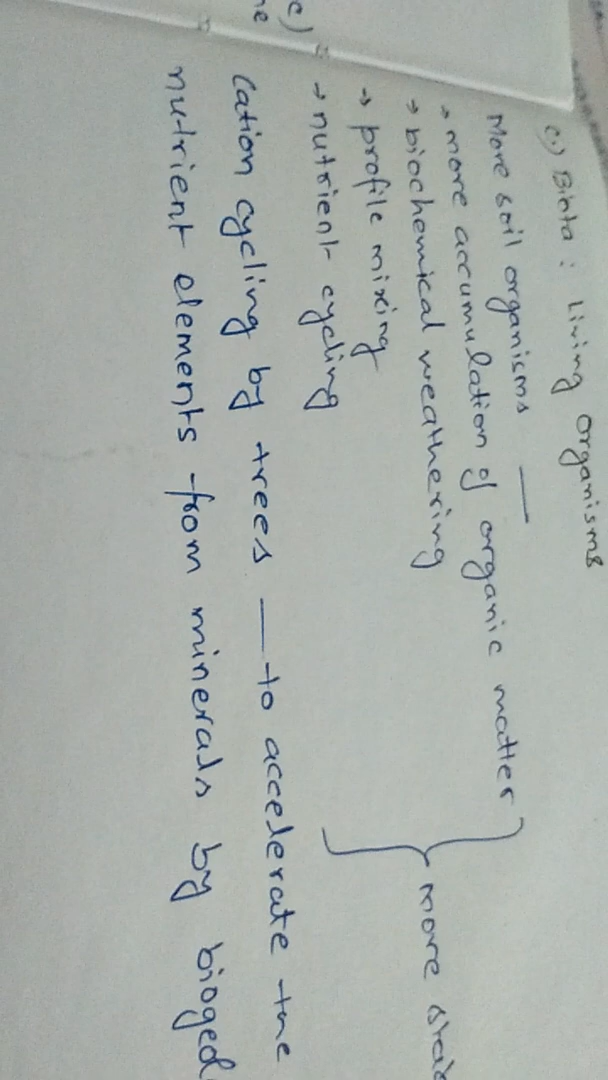 c.) Biota : Living organisms
More soil organisms —
→ more accumulation of organic matter
→ biochemical weathering
→ profile mixing
→ nutrient cycling
} more
Cation cycling by trees — to accelerate the
nutrient elements from minerals by
c)